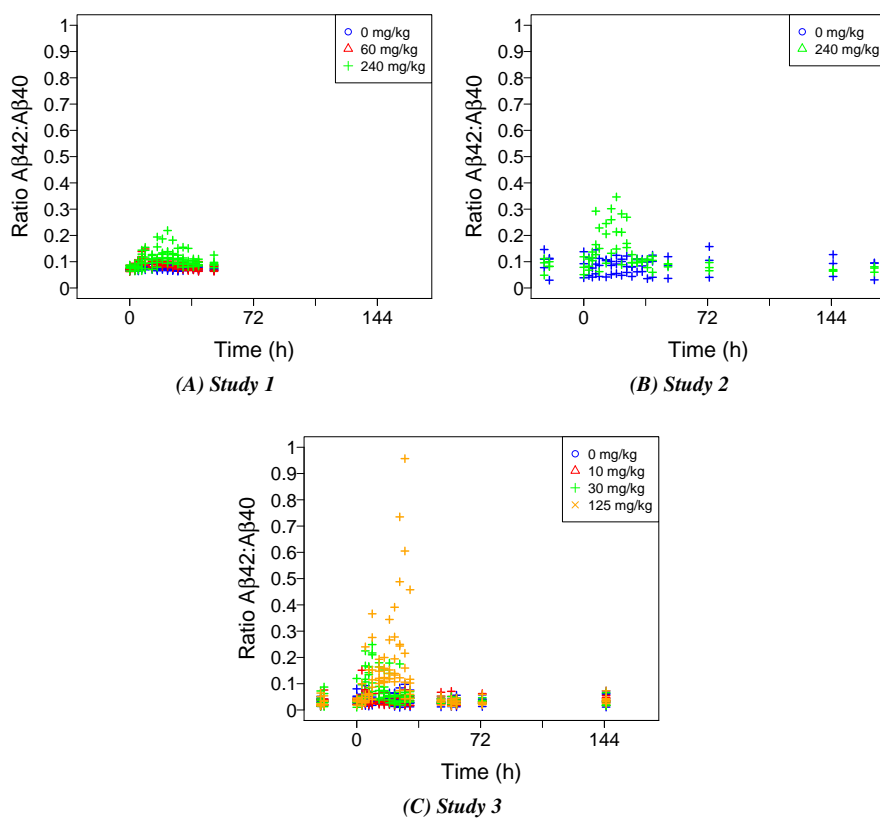 0 mg/kg
60 mg/kg
240 mg/kg
1
0.9
0.8
0.7
0.6
0.5
0.4
0.3
0.2
0.1
0
Ratio Aβ42:Aβ40
0 72 144
Time (h)
(A) Study 1
0 mg/kg
240 mg/kg
1
0.9
0.8
0.7
0.6
0.5
0.4
0.3
0.2
0.1
0
Ratio Aβ42:Aβ40
0 72 144
Time (h)
(B) Study 2
0 mg/kg
10 mg/kg
30 mg/kg
125 mg/kg
1
0.9
0.8
0.7
0.6
0.5
0.4
0.3
0.2
0.1
0
Ratio Aβ42:Aβ40
0 72 144
Time (h)
(C) Study 3